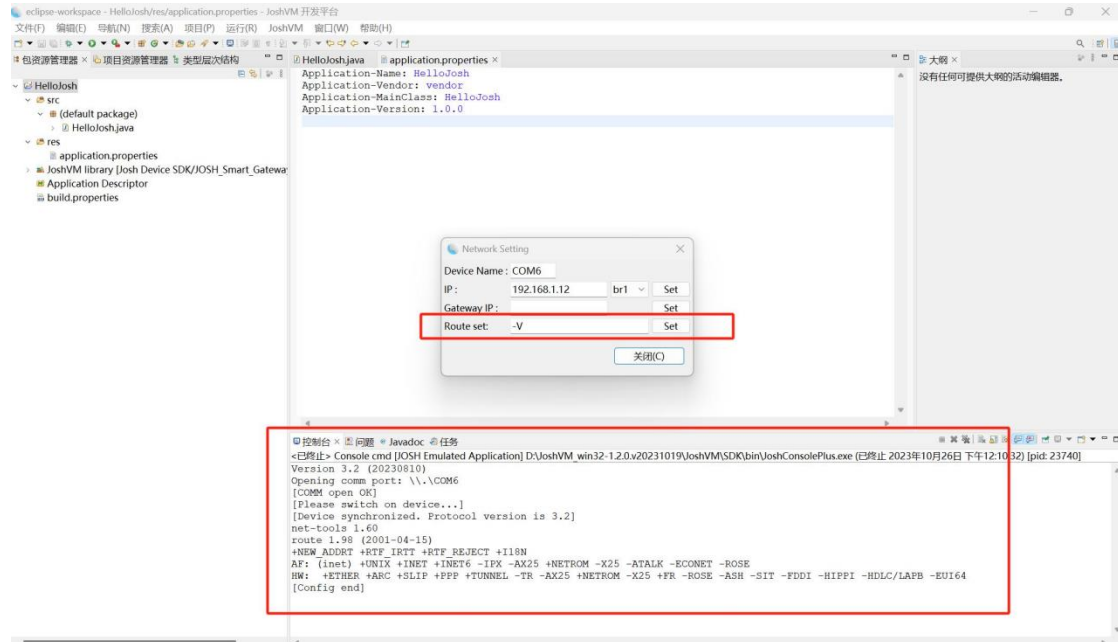 eclipse-workspace - HelloJosh/res/application.properties - JoshVM 开发平台
文件(F) 编辑(E) 导航(N) 搜索(A) 项目(P) 运行(R) JoshVM 窗口(W) 帮助(H)
包资源管理器 项目资源管理器 类型层次结构
HelloJosh
src
(default package)
HelloJosh.java
res
application.properties
JoshVM library [Josh Device SDK/JOSH_Smart_Gateway
Application Descriptor
build.properties
HelloJosh.java application.properties
Application-Name: HelloJosh
Application-Vendor: vendor
Application-MainClass: HelloJosh
Application-Version: 1.0.0
大纲
没有任何可提供大纲的活动编辑器。
Network Setting
Device Name : COM6
IP : 192.168.1.12 br1 Set
Gateway IP : Set
Route set: -V Set
关闭(C)
控制台 问题 Javadoc 任务
<已终止> Console cmd [JOSH Emulated Application] D:\JoshVM_win32-1.2.0.v20231019\JoshVM\SDK\bin\JoshConsolePlus.exe (已终止 2023年10月26日 下午12:10:32) [pid: 23740]
Version 3.2 (20230810)
Opening comm port: \\.\COM6
[COMM open OK]
[Please switch on device...]
[Device synchronized. Protocol version is 3.2]
net-tools 1.60
route 1.98 (2001-04-15)
+NEW_ADDRT +RTF_IRTT +RTF_REJECT +I18N
AF: (inet) +UNIX +INET +INET6 -IPX -AX25 +NETROM -X25 -ATALK -ECONET -ROSE
HW: +ETHER +ARC +SLIP +PPP +TUNNEL -TR -AX25 +NETROM -X25 +FR -ROSE -ASH -SIT -FDDI -HIPPI -HDLC/LAPB -EUI64
[Config end]